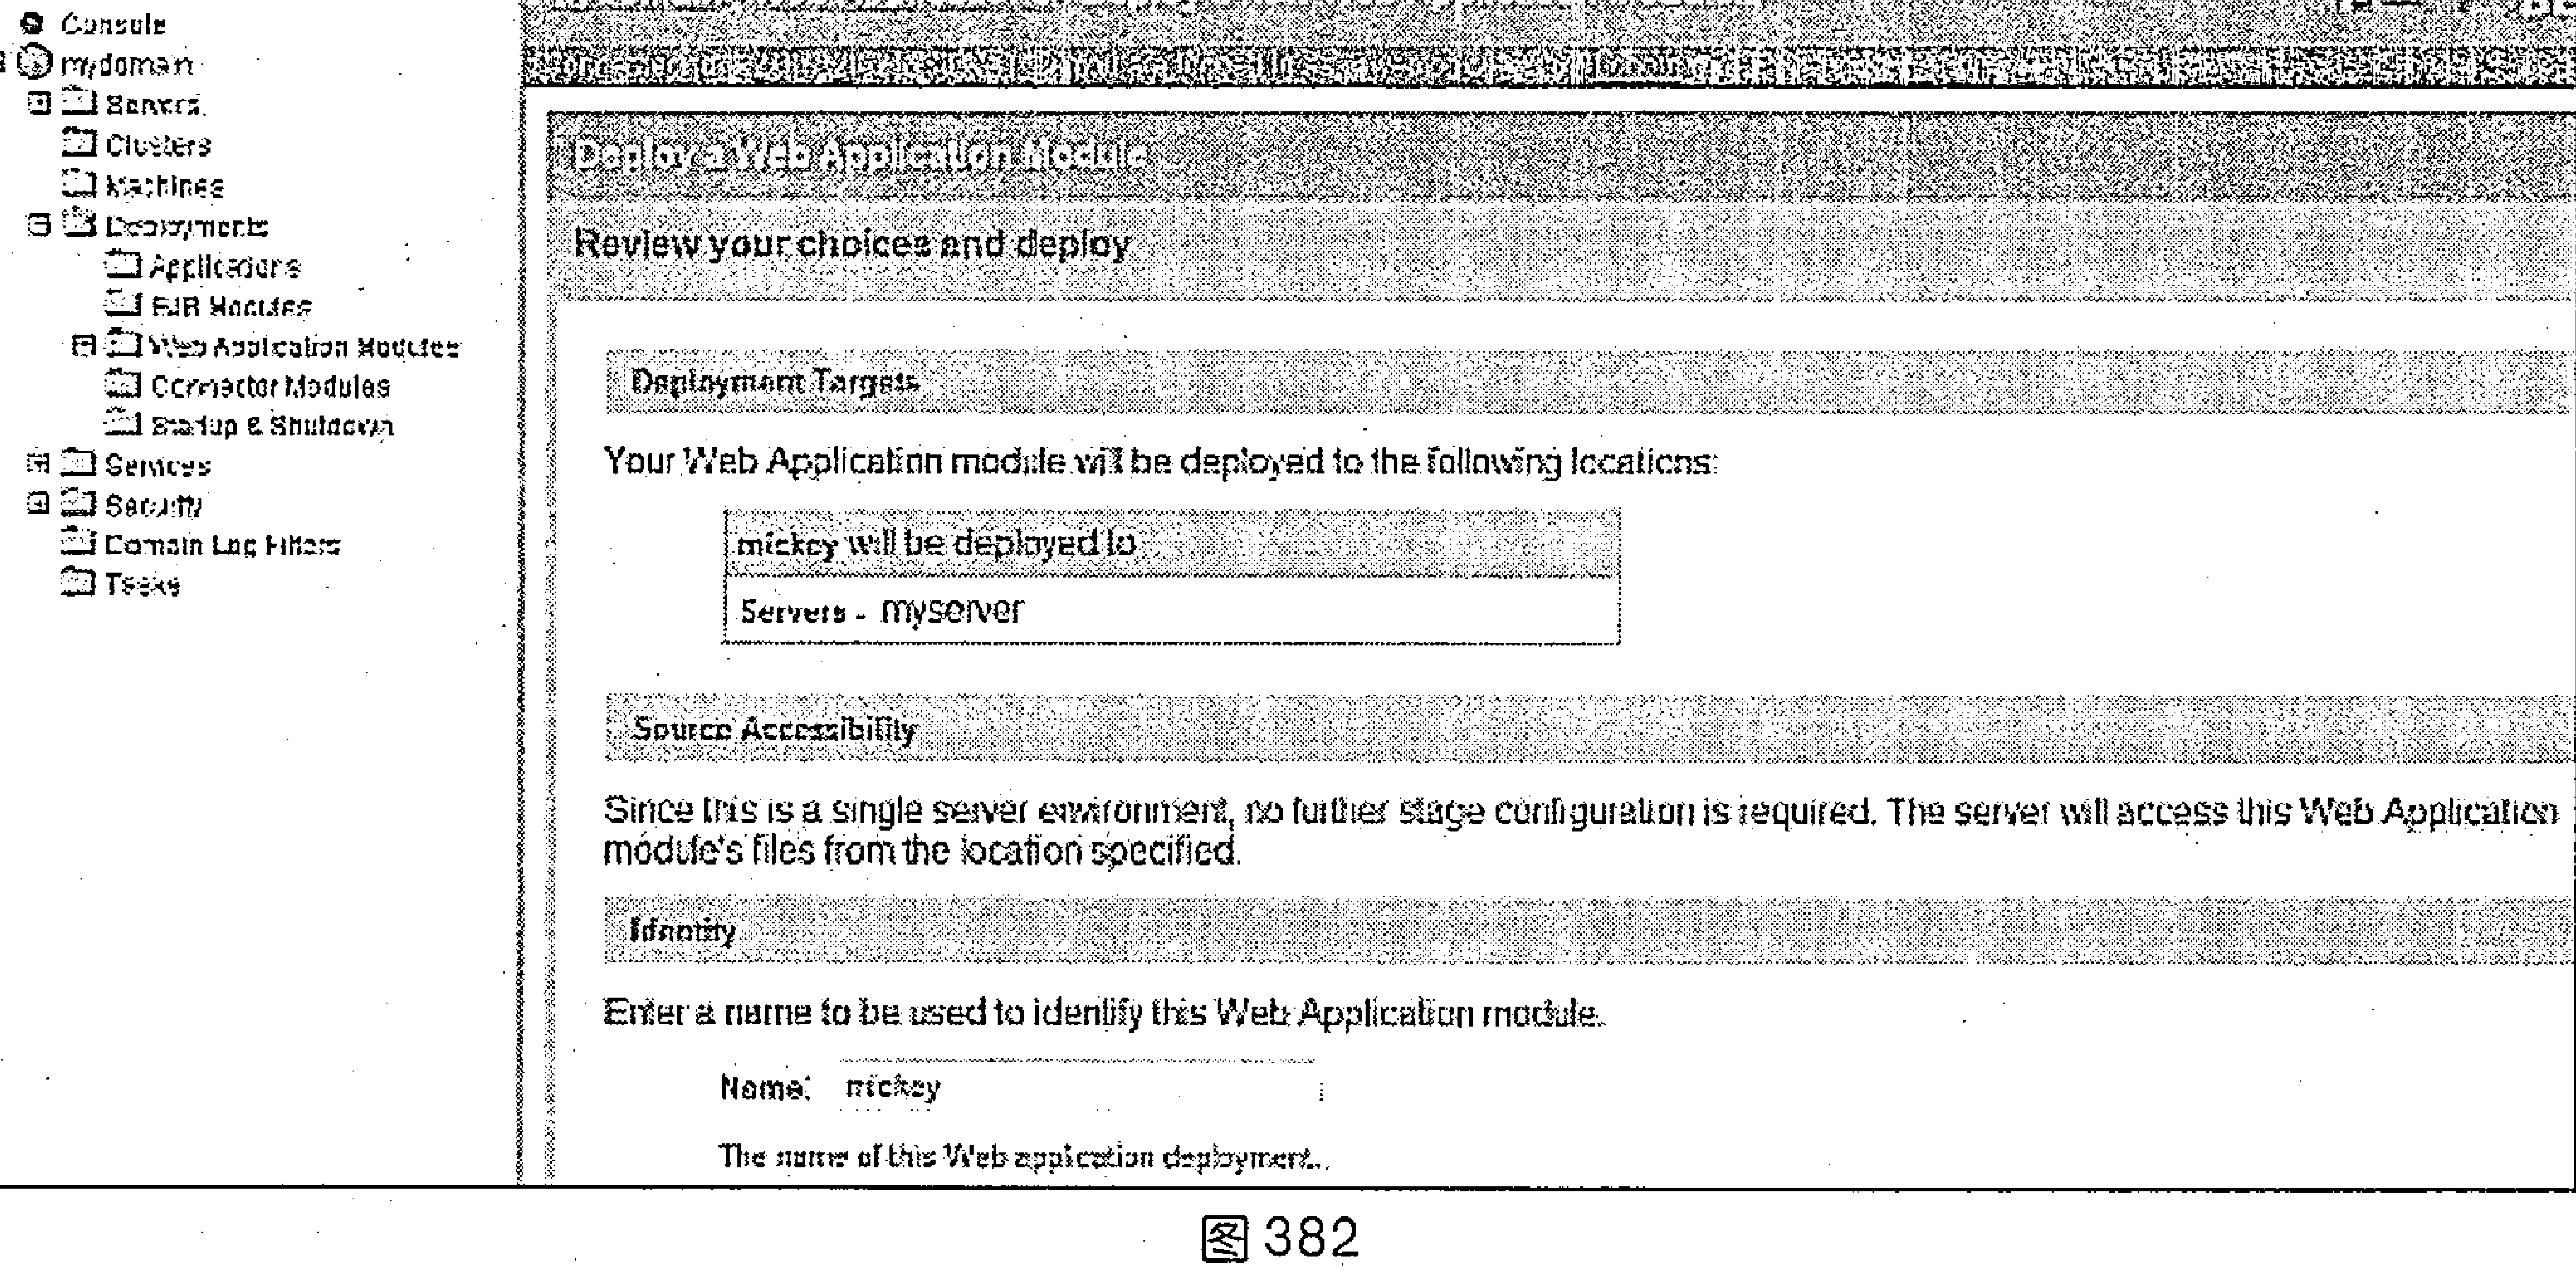 Console
mydomain
Servers
Clusters
Machines
Deployments
Applications
EJB Modules
Web Application Modules
Connector Modules
Startup & Shutdown
Services
Security
Domain Log Filters
Tasks
Deploy a Web Application Module
Review your choices and deploy
Deployment Targets
Your Web Application module will be deployed to the following locations:
mickey will be deployed to
Servers - myserver
Source Accessibility
Since this is a single server environment, no further stage configuration is required. The server will access this Web Application
module's files from the location specified.
Identity
Enter a name to be used to identify this Web Application module.
Name: mickey
The name of this Web application deployment.
图 382